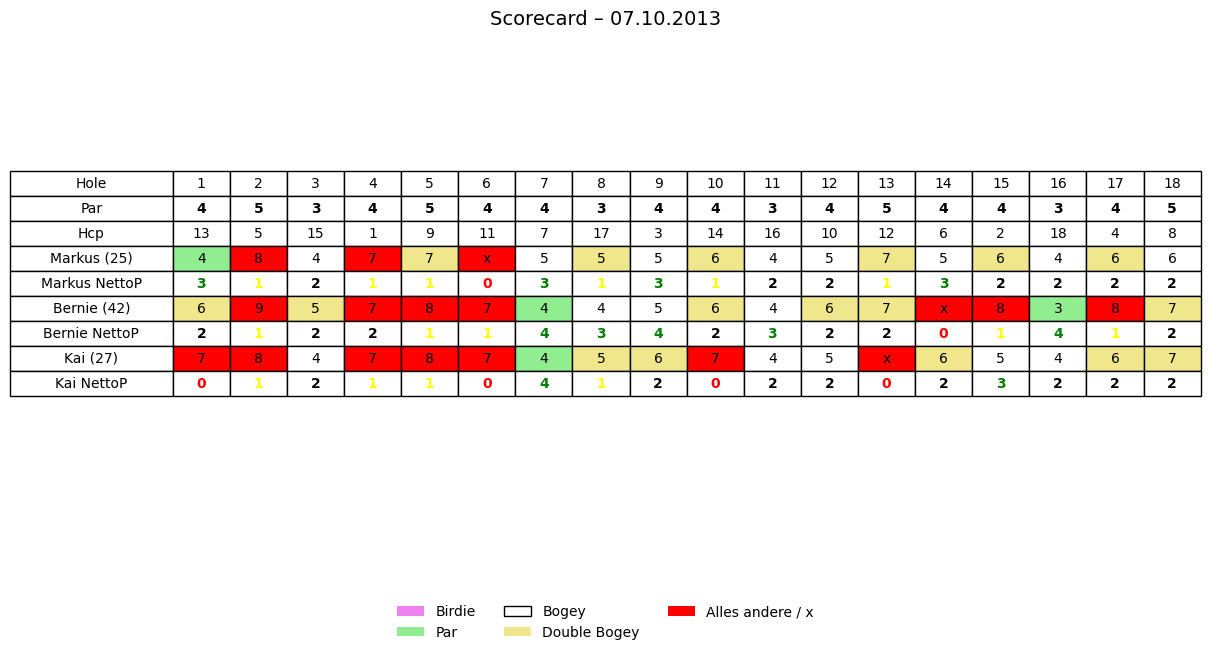 Scorecard – 07.10.2013
Hole 1 2 3 4 5 6 7 8 9 10 11 12 13 14 15 16 17 18
Par 4 5 3 4 5 4 4 3 4 4 3 4 5 4 4 3 4 5
Hcp 13 5 15 1 9 11 7 17 3 14 16 10 12 6 2 18 4 8
Markus (25) 4 8 4 7 7 x 5 5 5 6 4 5 7 5 6 4 6 6
Markus NettoP 3 1 2 1 1 0 3 1 3 1 2 2 1 3 2 2 2 2
Bernie (42) 6 9 5 7 8 7 4 4 5 6 4 6 7 x 8 3 8 7
Bernie NettoP 2 1 2 2 1 1 4 3 4 2 3 2 2 0 1 4 1 2
Kai (27) 7 8 4 7 8 7 4 5 6 7 4 5 x 6 5 4 6 7
Kai NettoP 0 1 2 1 1 0 4 1 2 0 2 2 0 2 3 2 2 2
Birdie Bogey Alles andere / x
Par Double Bogey